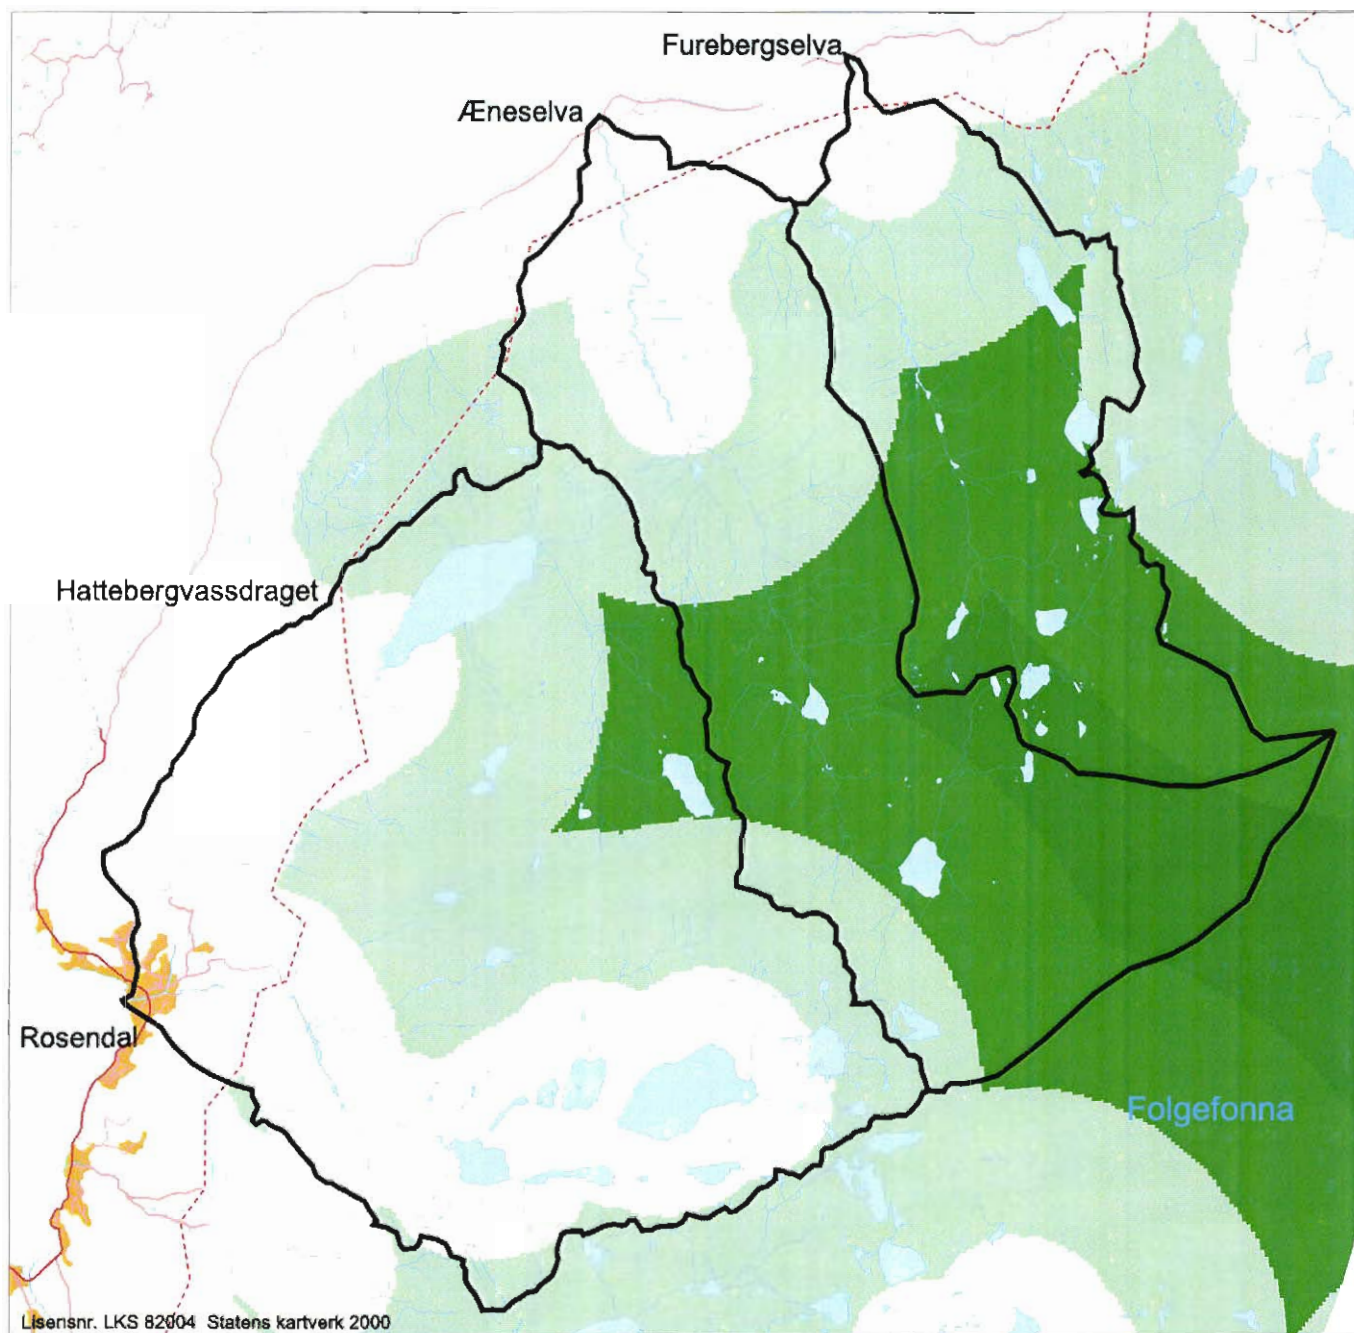 Furebergselva
Æneselva
Hattebergvassdraget
Rosendal
Folgefonna
Lisensnr. LKS 82004 Statens kartverk 2000